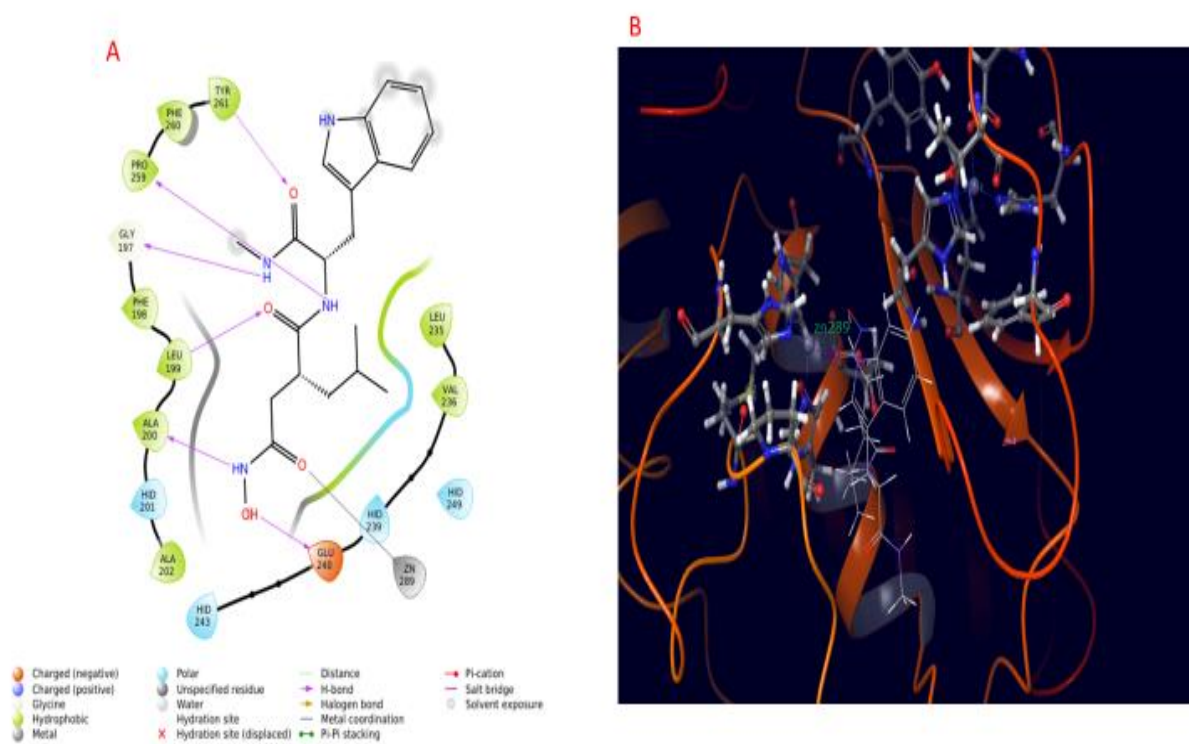 A
B
TYR
261
PHE
260
PRO
259
GLY
197
PHE
198
LEU
199
ALA
200
HID
201
ALA
202
HID
243
GLU
240
HID
239
ZN
289
HID
249
VAL
236
LEU
235
HN
O
N
H
NH
O
HN
O
OH
Zn289
Charged (negative)
Charged (positive)
Glycine
Hydrophobic
Metal
Polar
Unspecified residue
Water
Hydration site
Hydration site (displaced)
Distance
H-bond
Halogen bond
Metal coordination
Pi-Pi stacking
Pi-cation
Salt bridge
Solvent exposure